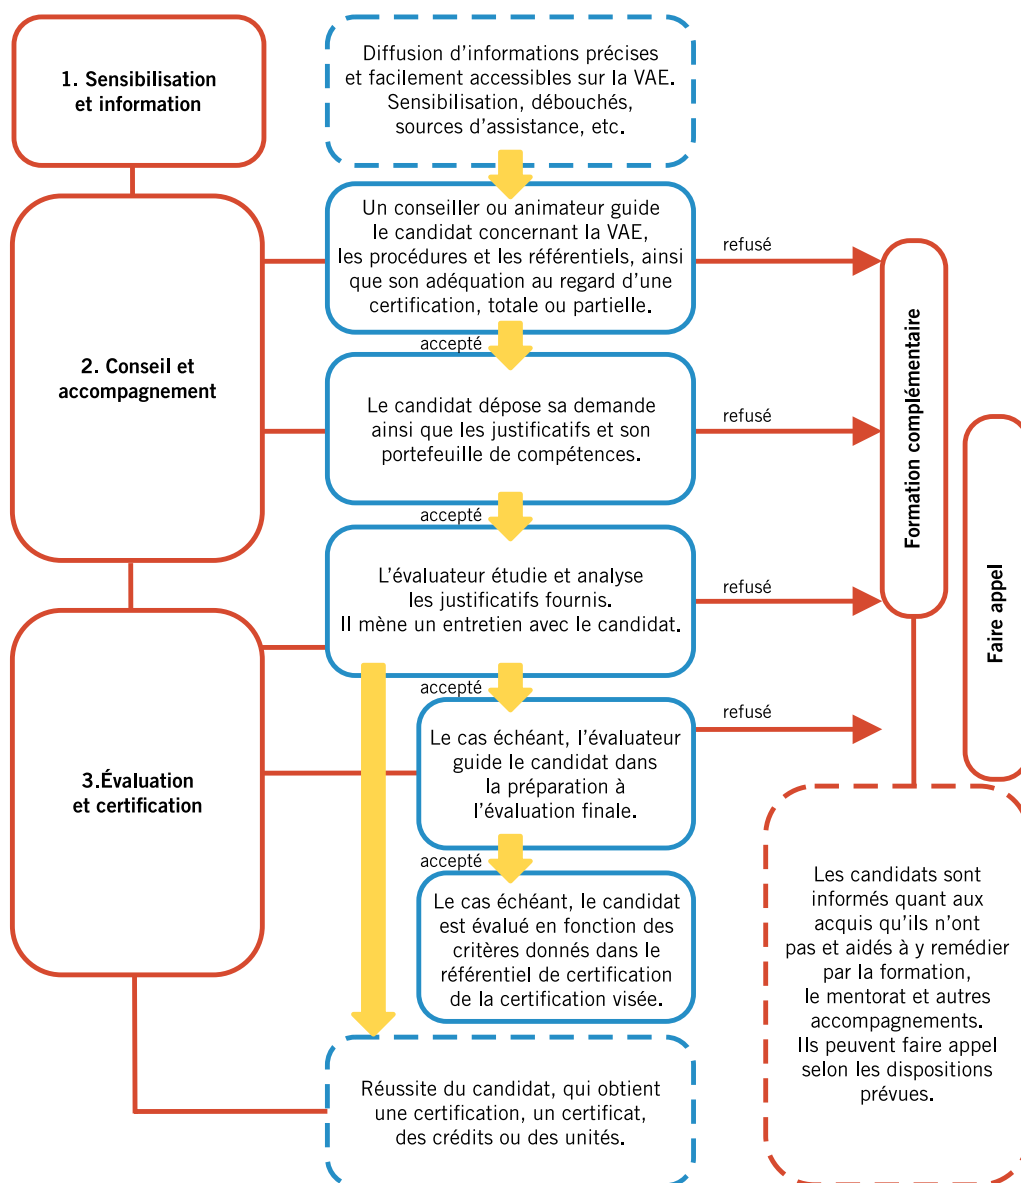 1. Sensibilisation
et information
Diffusion d'informations précises
et facilement accessibles sur la VAE.
Sensibilisation, débouchés,
sources d'assistance, etc.
2. Conseil et
accompagnement
Un conseiller ou animateur guide
le candidat concernant la VAE,
les procédures et les référentiels, ainsi
que son adéquation au regard d'une
certification, totale ou partielle.
refusé
accepté
Le candidat dépose sa demande
ainsi que les justificatifs et son
portefeuille de compétences.
refusé
accepté
Formation complémentaire
Faire appel
3.Évaluation
et certification
L'évaluateur étudie et analyse
les justificatifs fournis.
Il mène un entretien avec le candidat.
refusé
accepté
Le cas échéant, l'évaluateur
guide le candidat dans
la préparation à
l'évaluation finale.
refusé
accepté
Le cas échéant, le candidat
est évalué en fonction des
critères donnés dans le
référentiel de certification
de la certification visée.
Les candidats sont
informés quant aux
acquis qu'ils n'ont
pas et aidés à y remédier
par la formation,
le mentorat et autres
accompagnements.
Ils peuvent faire appel
selon les dispositions
prévues.
Réussite du candidat, qui obtient
une certification, un certificat,
des crédits ou des unités.